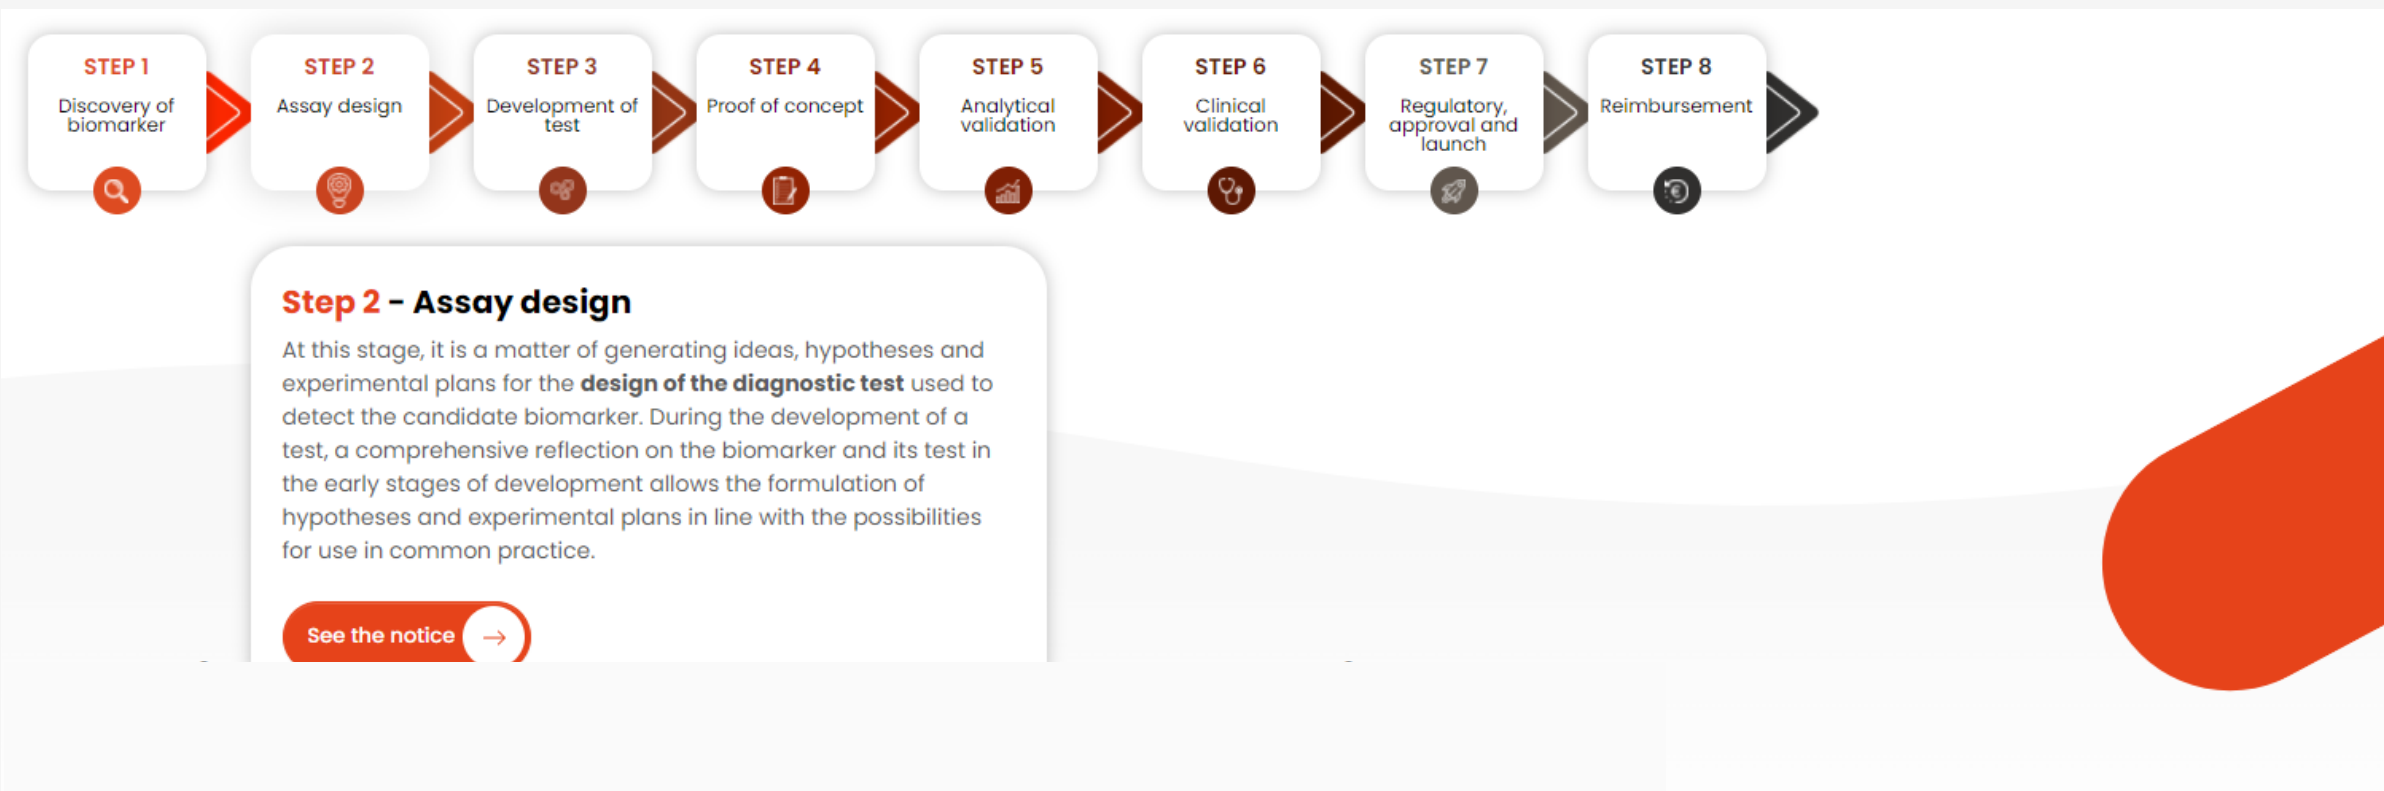 STEP 1
Discovery of
biomarker
STEP 2
Assay design
STEP 3
Development of
test
STEP 4
Proof of concept
STEP 5
Analytical
validation
STEP 6
Clinical
validation
STEP 7
Regulatory,
approval and
launch
STEP 8
Reimbursement
Step 2 - Assay design
At this stage, it is a matter of generating ideas, hypotheses and
experimental plans for the design of the diagnostic test used to
detect the candidate biomarker. During the development of a
test, a comprehensive reflection on the biomarker and its test in
the early stages of development allows the formulation of
hypotheses and experimental plans in line with the possibilities
for use in common practice.
See the notice